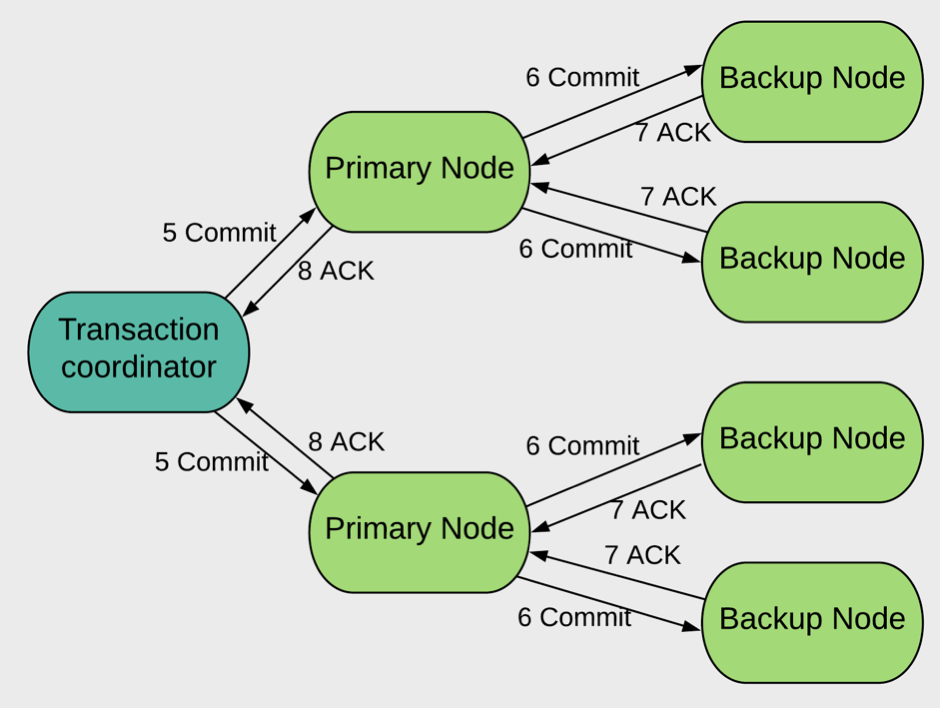 6 Commit
Backup Node
7 ACK
Primary Node
7 ACK
5 Commit
6 Commit
Backup Node
8 ACK
Transaction
coordinator
8 ACK
6 Commit
Backup Node
5 Commit
7 ACK
Primary Node
7 ACK
6 Commit
Backup Node